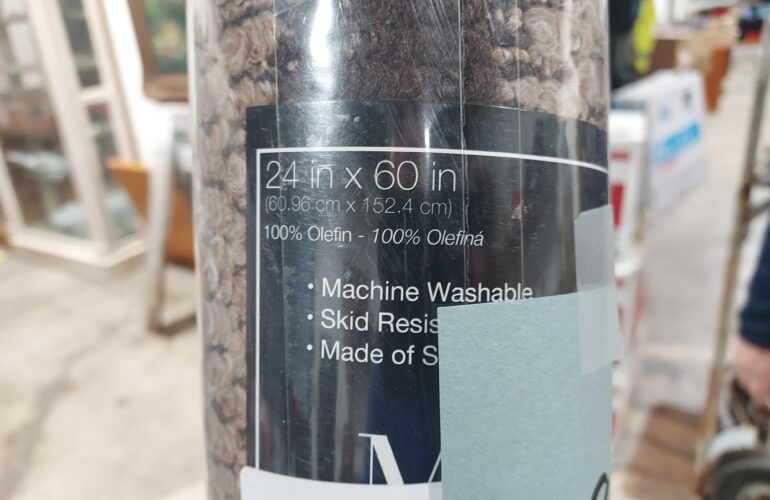 24 in x 60 in
(60.96 cm x 152.4 cm)
100% Olefin - 100% Olefiná
• Machine Washable
• Skid Resis
• Made of S
M